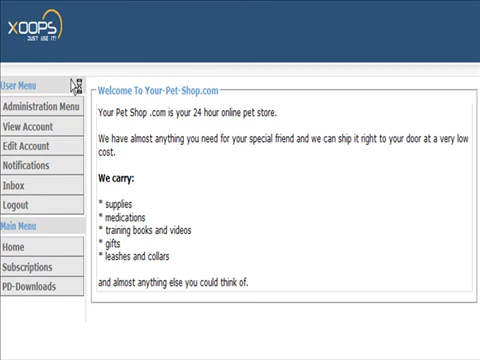 XOOPS
JUST USE IT!
User Menu
Administration Menu
View Account
Edit Account
Notifications
Inbox
Logout
Main Menu
Home
Subscriptions
PD-Downloads
Welcome To Your-Pet-Shop.com
Your Pet Shop .com is your 24 hour online pet store.
We have almost anything you need for your special friend and we can ship it right to your door at a very low
cost.
We carry:
* supplies
* medications
* training books and videos
* gifts
* leashes and collars
and almost anything else you could think of.